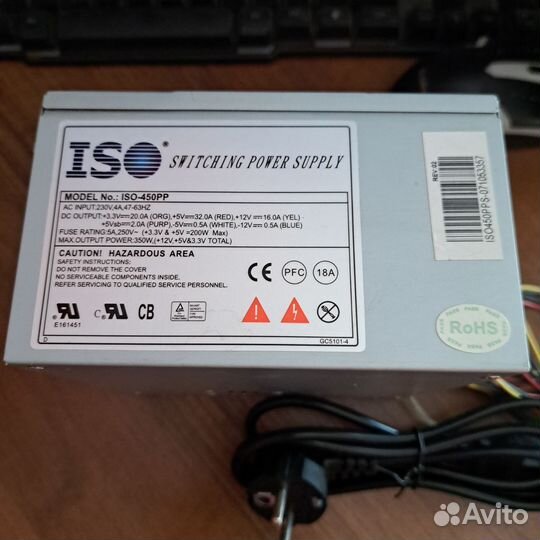 ISO®
SWITCHING POWER SUPPLY
MODEL No.: ISO-450PP
AC INPUT:230V,4A,47-63HZ
DC OUTPUT:+3.3V⎓20.0A (ORG),+5V⎓32.0A (RED),+12V⎓16.0A (YEL)
+5Vsb⎓2.0A (PURP),-5V⎓0.5A (WHITE),-12V⎓0.5A (BLUE)
FUSE RATING:5A,250V~ (+3.3V & +5V =200W Max)
MAX.OUTPUT POWER:350W,(+12V,+5V&3.3V TOTAL)
CAUTION! HAZARDOUS AREA
SAFETY INSTRUCTIONS:
DO NOT REMOVE THE COVER.
NO SERVICEABLE COMPONENTS INSIDE.
REFER SERVICING TO QUALIFIED SERVICE PERSONNEL.
CE PFC 18A
E161451
CB
D
GC5101-4
REV:02
ISO450PPS-071063357
PASS
RoHS
Avito